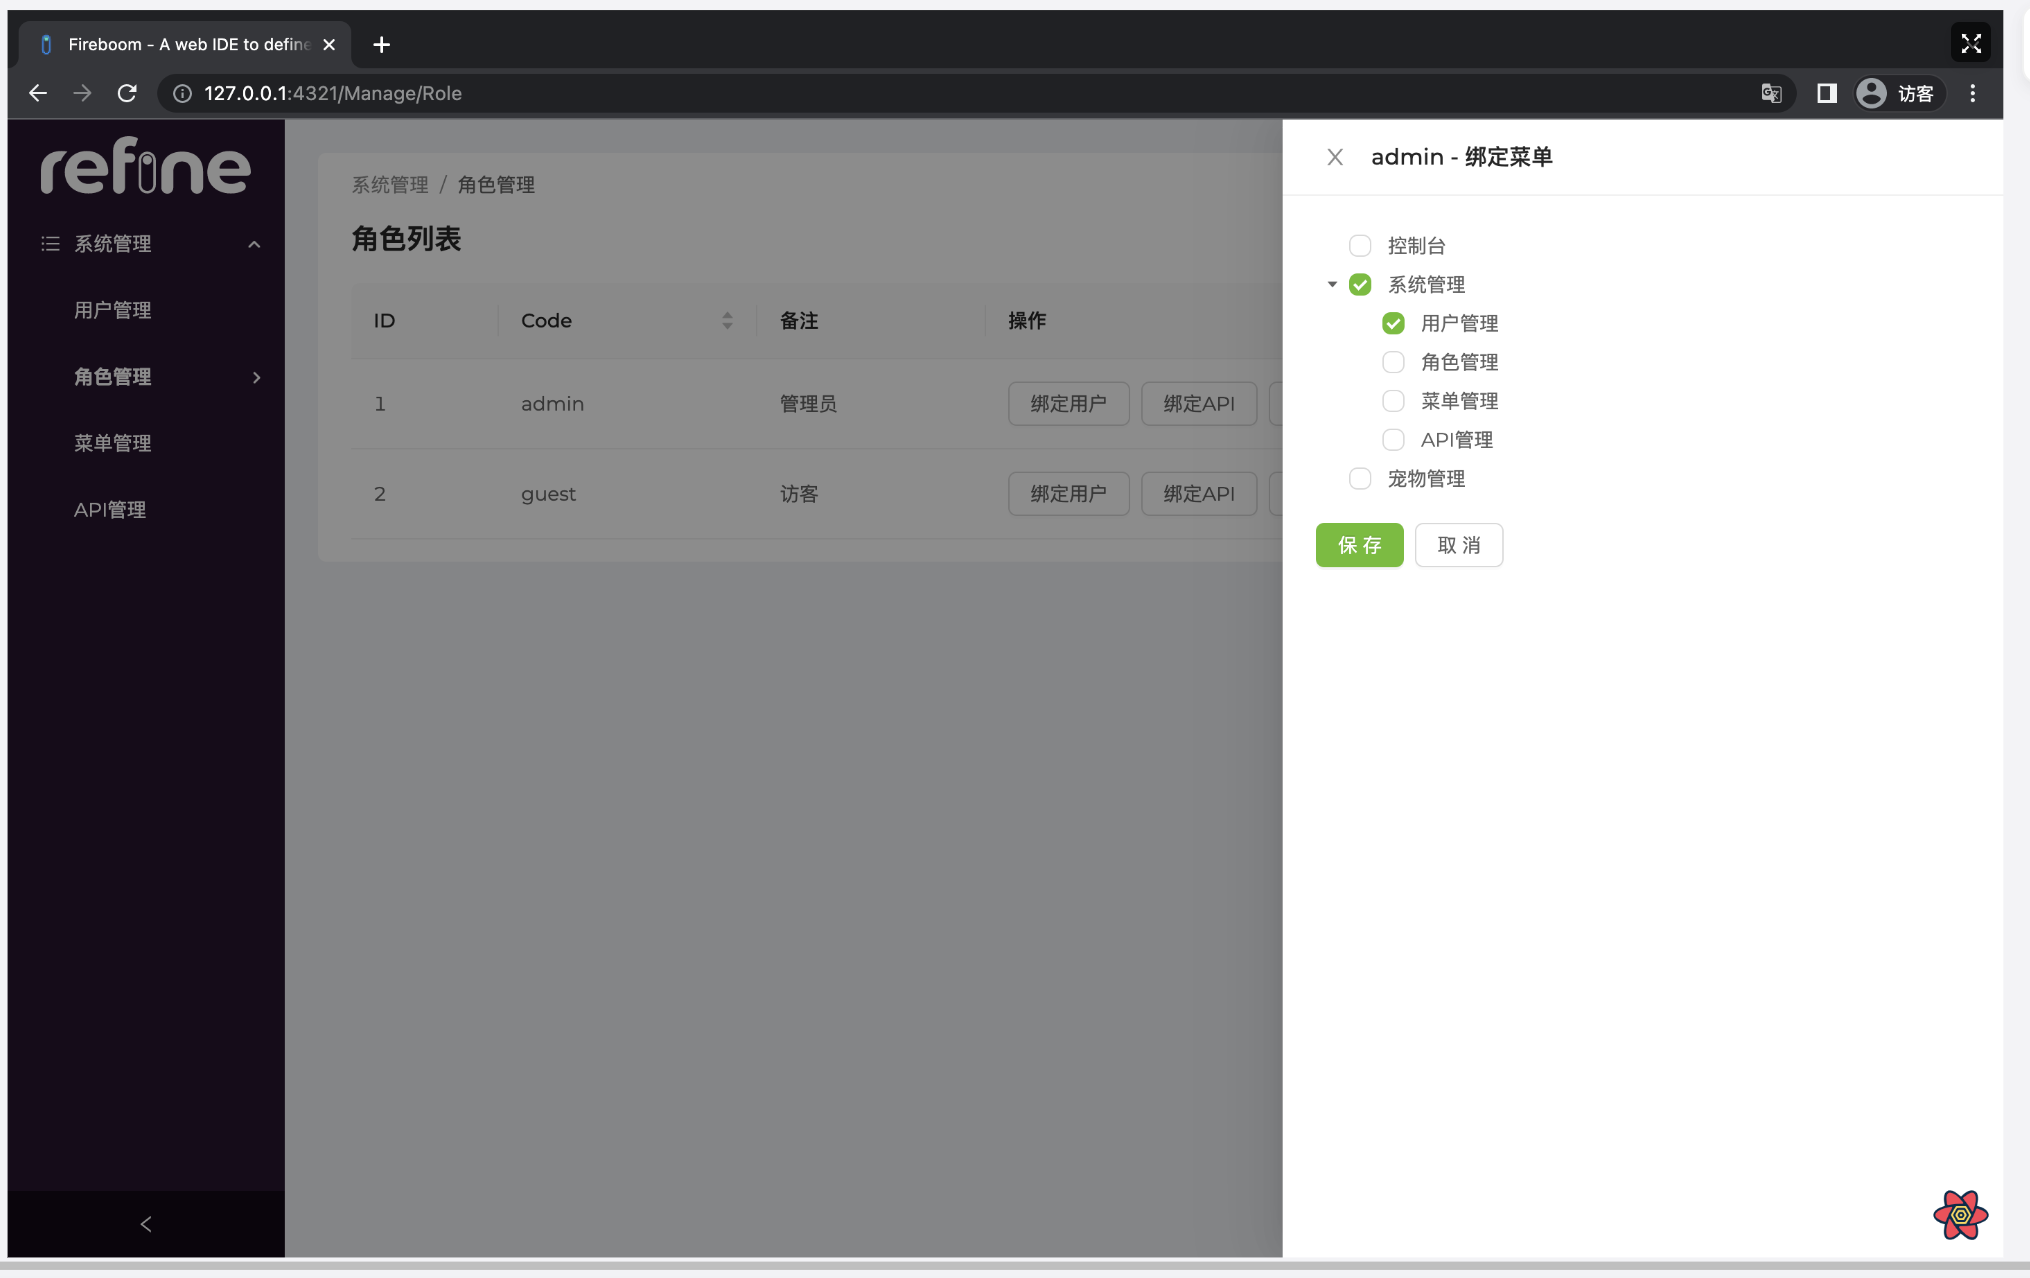 Fireboom - A web IDE to define
127.0.0.1:4321/Manage/Role
访客
refine
系统管理
用户管理
角色管理
菜单管理
API管理
系统管理 / 角色管理
角色列表
ID Code 备注 操作
1 admin 管理员 绑定用户 绑定API
2 guest 访客 绑定用户 绑定API
admin - 绑定菜单
控制台
系统管理
用户管理
角色管理
菜单管理
API管理
宠物管理
保 存 取 消